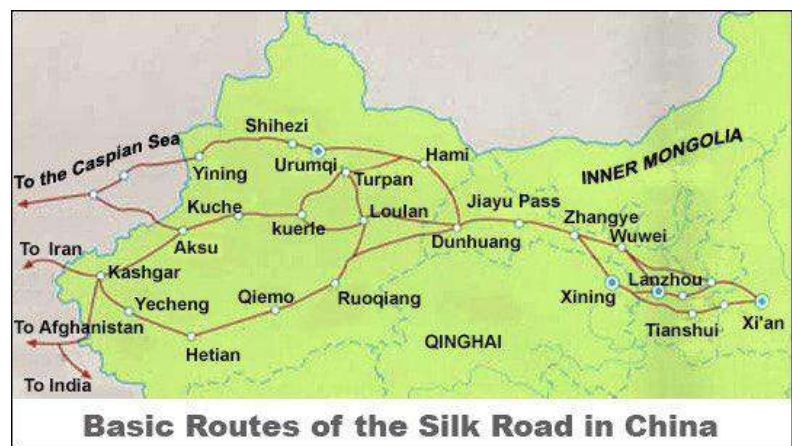 To the Caspian Sea
Shihezi
Yining
Urumqi
Hami
Turpan
INNER MONGOLIA
Kuche
Loulan
Jiayu Pass
Zhangye
Wuwei
Aksu
kuerle
Dunhuang
To Iran
Kashgar
Lanzhou
Yecheng
Qiemo
Ruoqiang
Xining
To Afghanistan
Tianshui
Xi'an
Hetian
QINGHAI
To India
Basic Routes of the Silk Road in China